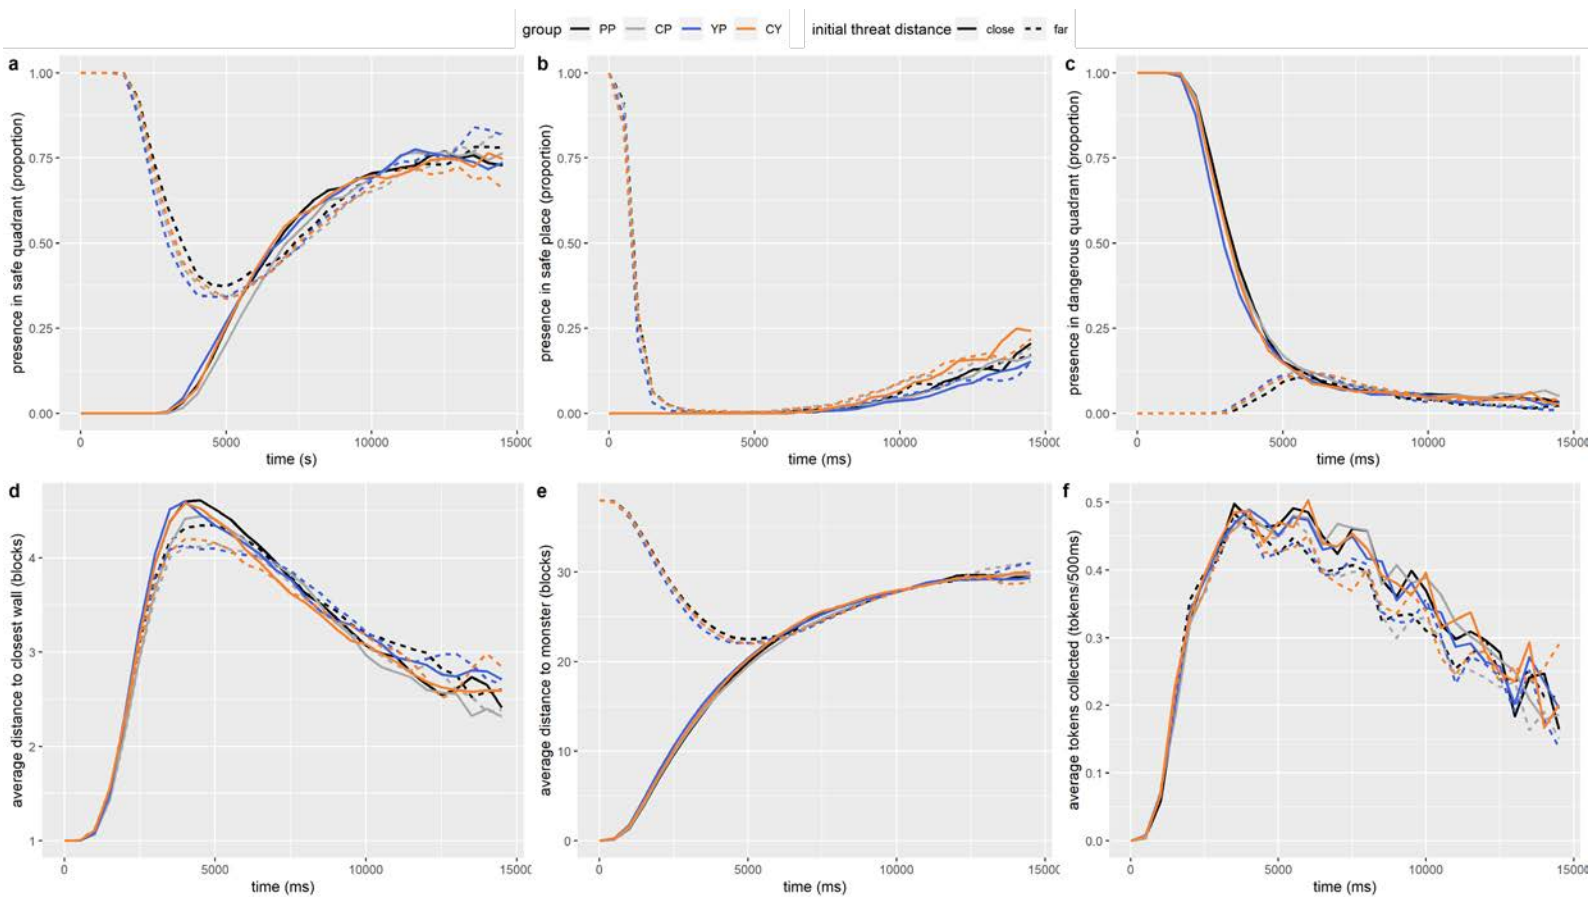 group PP CP YP CY initial threat distance close far
a
1.00
0.75
0.50
0.25
0.00
presence in safe quadrant (proportion)
0 5000 10000 1500
time (s)
b
1.00
0.75
0.50
0.25
0.00
presence in safe place (proportion)
0 5000 10000 15000
time (ms)
c
1.00
0.75
0.50
0.25
0.00
presence in dangerous quadrant (proportion)
0 5000 10000 15000
time (ms)
d
4
3
2
1
average distance to closest wall (blocks)
0 5000 10000 1500
time (ms)
e
30
20
10
0
average distance to monster (blocks)
0 5000 10000 15000
time (ms)
f
0.5
0.4
0.3
0.2
0.1
0.0
average tokens collected (tokens/500ms)
0 5000 10000 15000
time (ms)